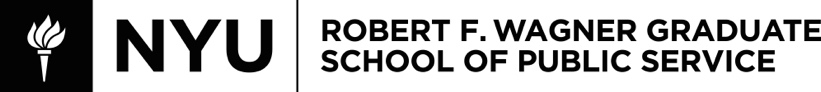 NYU
ROBERT F. WAGNER GRADUATE
SCHOOL OF PUBLIC SERVICE